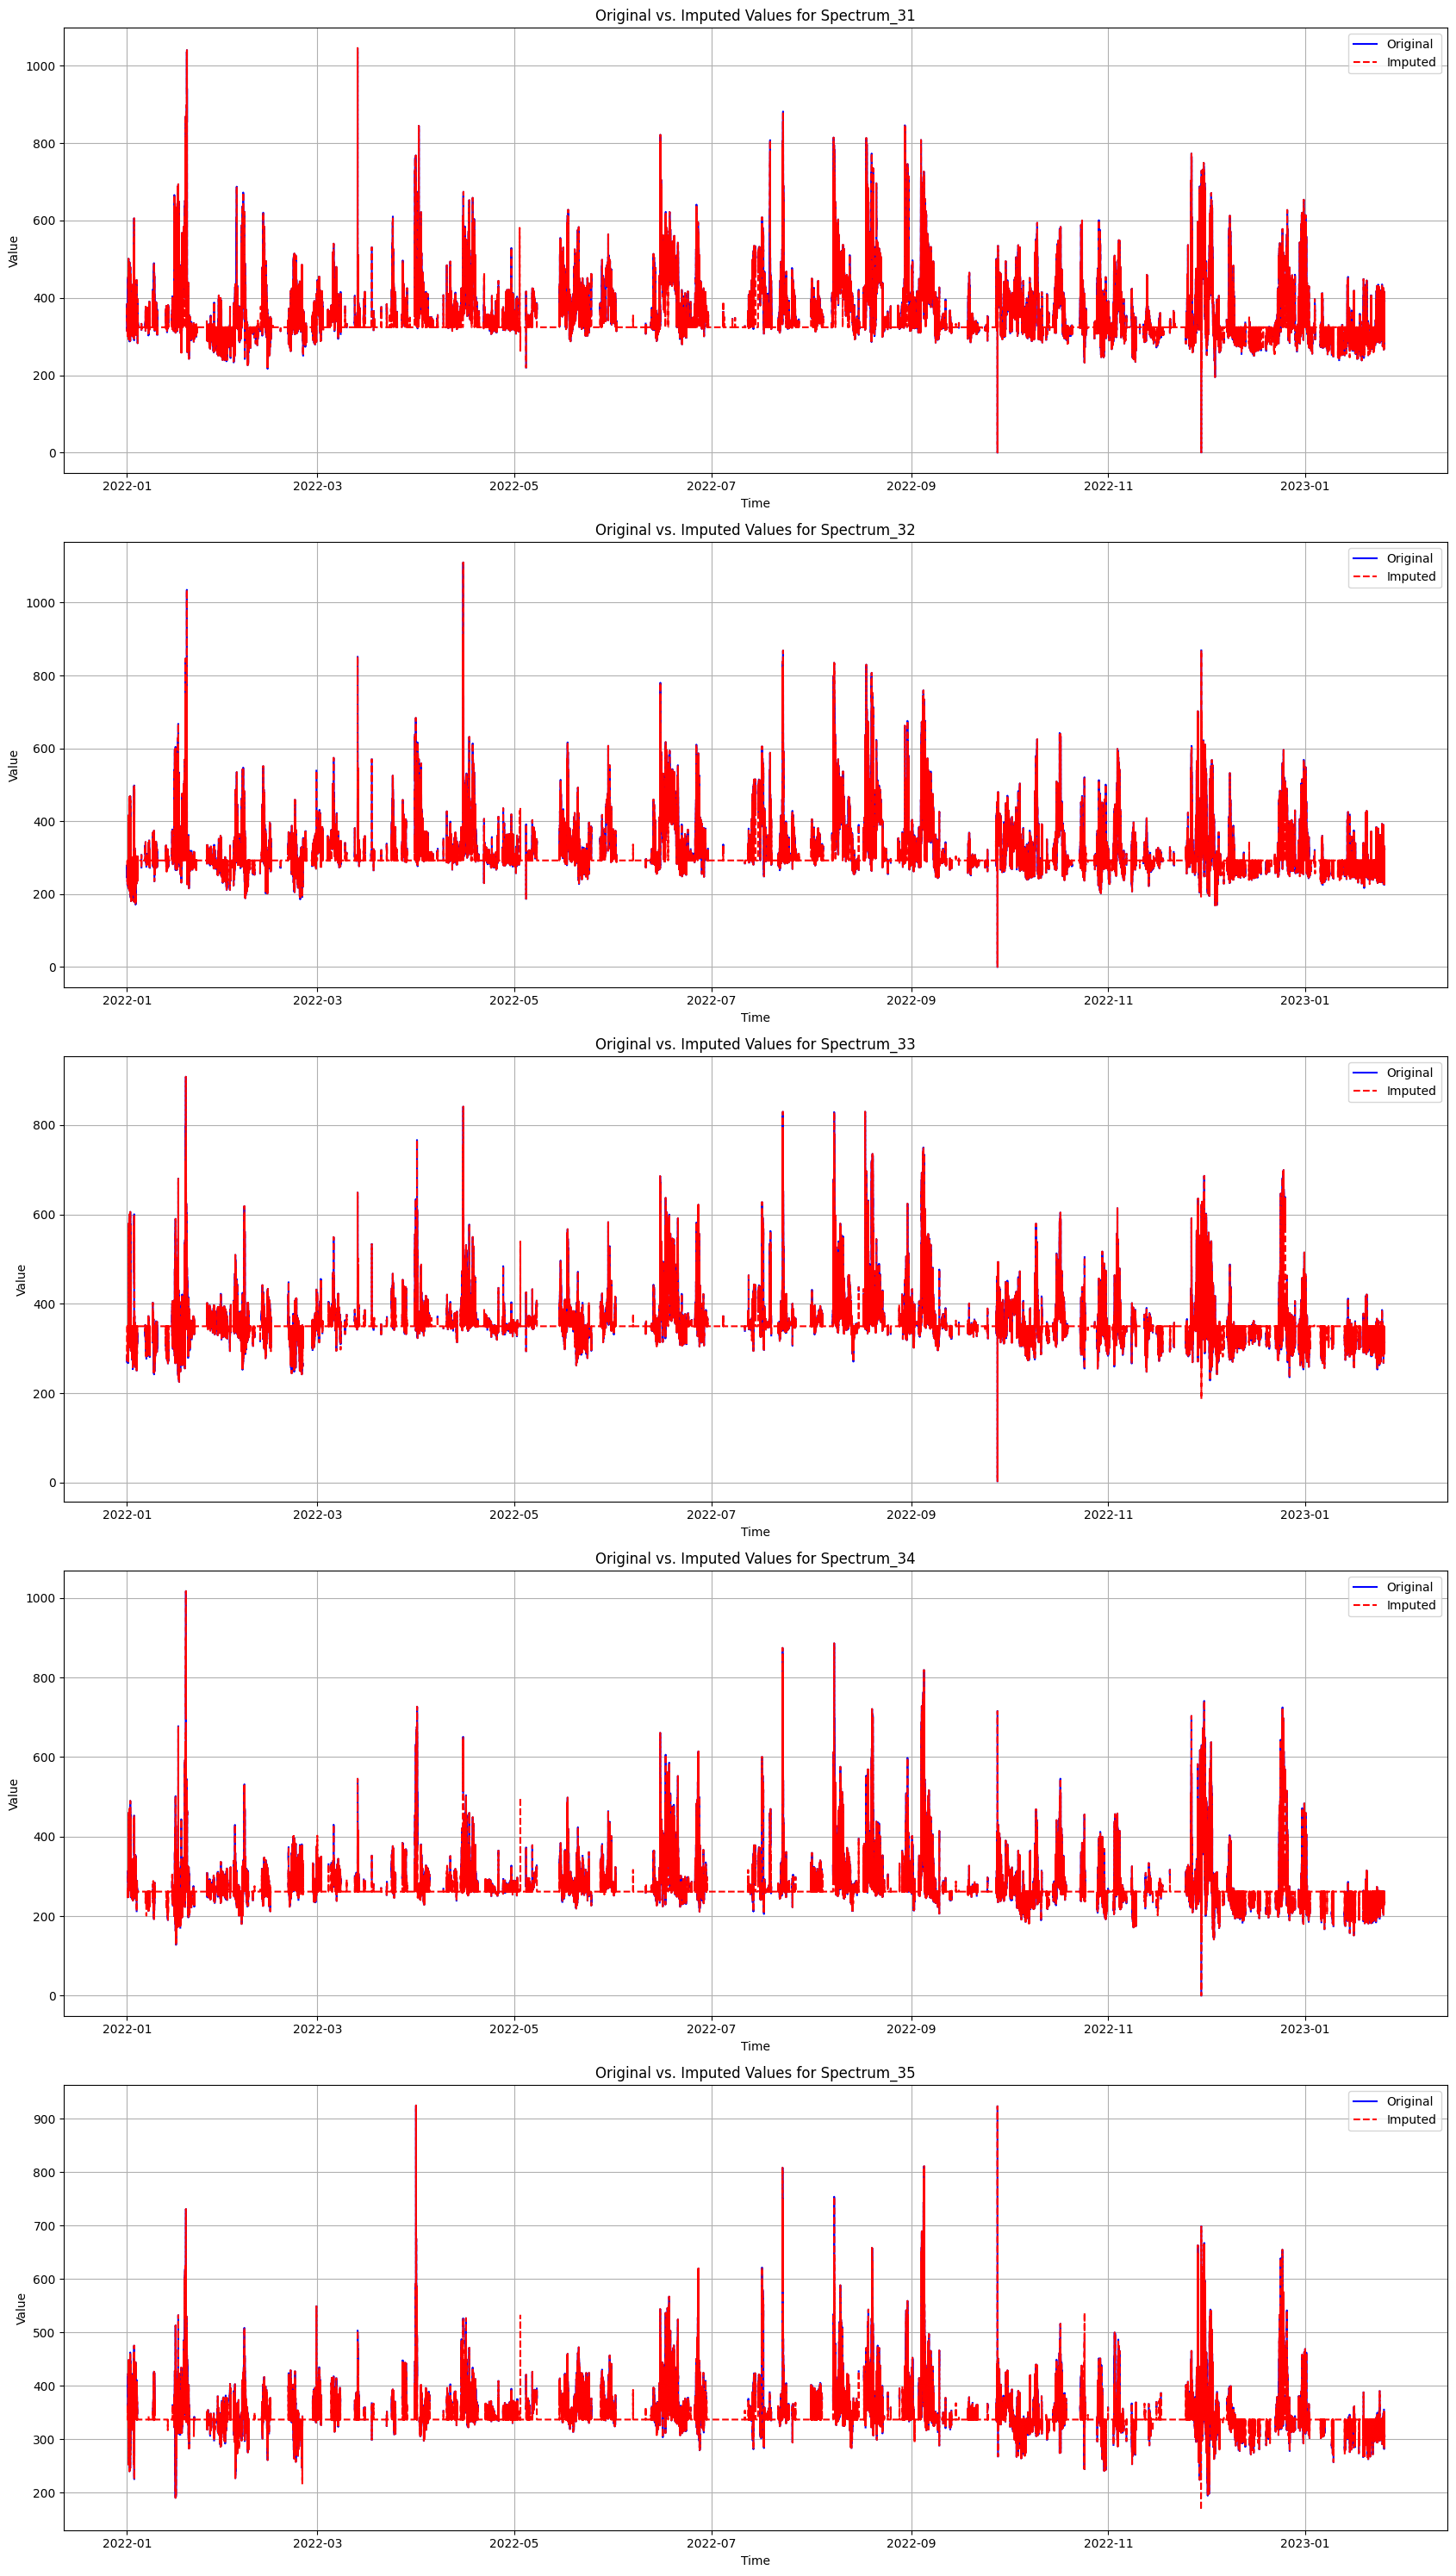 Original vs. Imputed Values for Spectrum_31
Original
Imputed
1000
800
600
400
200
0
Value
2022-01 2022-03 2022-05 2022-07 2022-09 2022-11 2023-01
Time
Original vs. Imputed Values for Spectrum_32
Original
Imputed
1000
800
600
400
200
0
Value
2022-01 2022-03 2022-05 2022-07 2022-09 2022-11 2023-01
Time
Original vs. Imputed Values for Spectrum_33
Original
Imputed
800
600
400
200
0
Value
2022-01 2022-03 2022-05 2022-07 2022-09 2022-11 2023-01
Time
Original vs. Imputed Values for Spectrum_34
Original
Imputed
1000
800
600
400
200
0
Value
2022-01 2022-03 2022-05 2022-07 2022-09 2022-11 2023-01
Time
Original vs. Imputed Values for Spectrum_35
Original
Imputed
900
800
700
600
500
400
300
200
Value
2022-01 2022-03 2022-05 2022-07 2022-09 2022-11 2023-01
Time